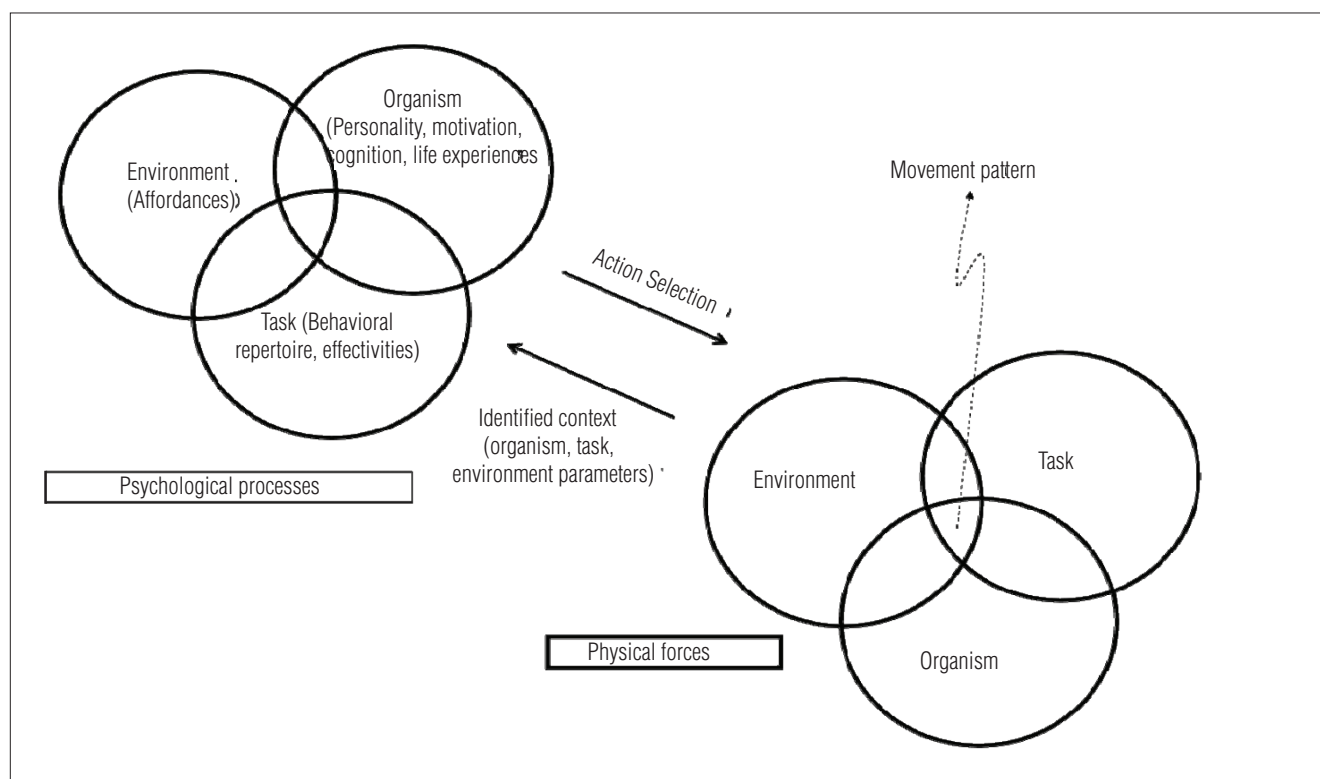 Organism
(Personality, motivation,
cognition, life experiences
Environment
(Affordances)
Task (Behavioral
repertoire, effectivities)
Psychological processes
Action Selection
Identified context
(organism, task,
environment parameters)
Movement pattern
Environment
Task
Organism
Physical forces